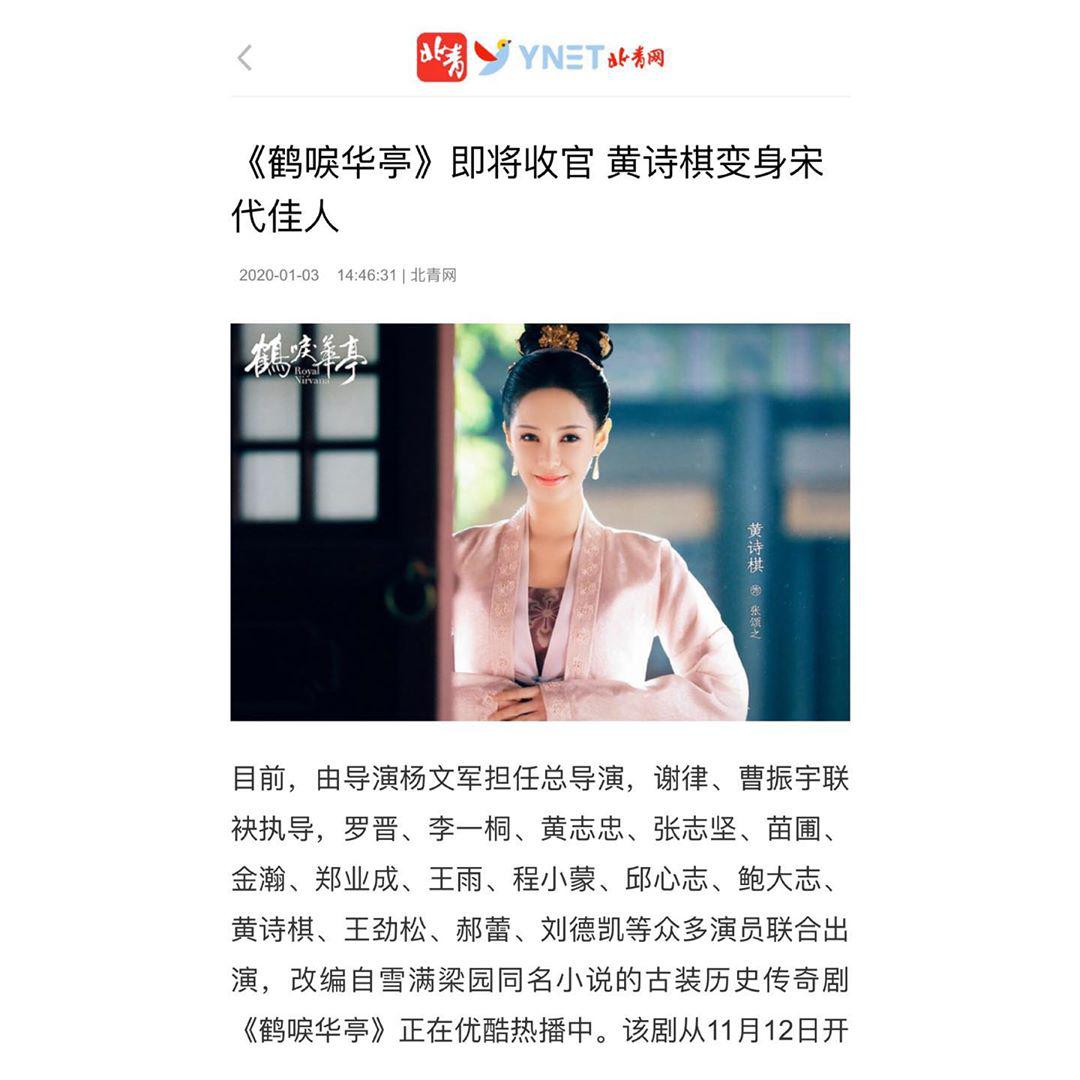 北青 YNET 北青网
《鹤唳华亭》即将收官 黄诗棋变身宋
代佳人
2020-01-03 14:46:31 | 北青网
鹤唳華亭
Royal
Nirvana
黄诗棋
饰
张颂之
目前，由导演杨文军担任总导演，谢律、曹振宇联
袂执导，罗晋、李一桐、黄志忠、张志坚、苗圃、
金瀚、郑业成、王雨、程小蒙、邱心志、鲍大志、
黄诗棋、王劲松、郝蕾、刘德凯等众多演员联合出
演，改编自雪满梁园同名小说的古装历史传奇剧
《鹤唳华亭》正在优酷热播中。该剧从11月12日开